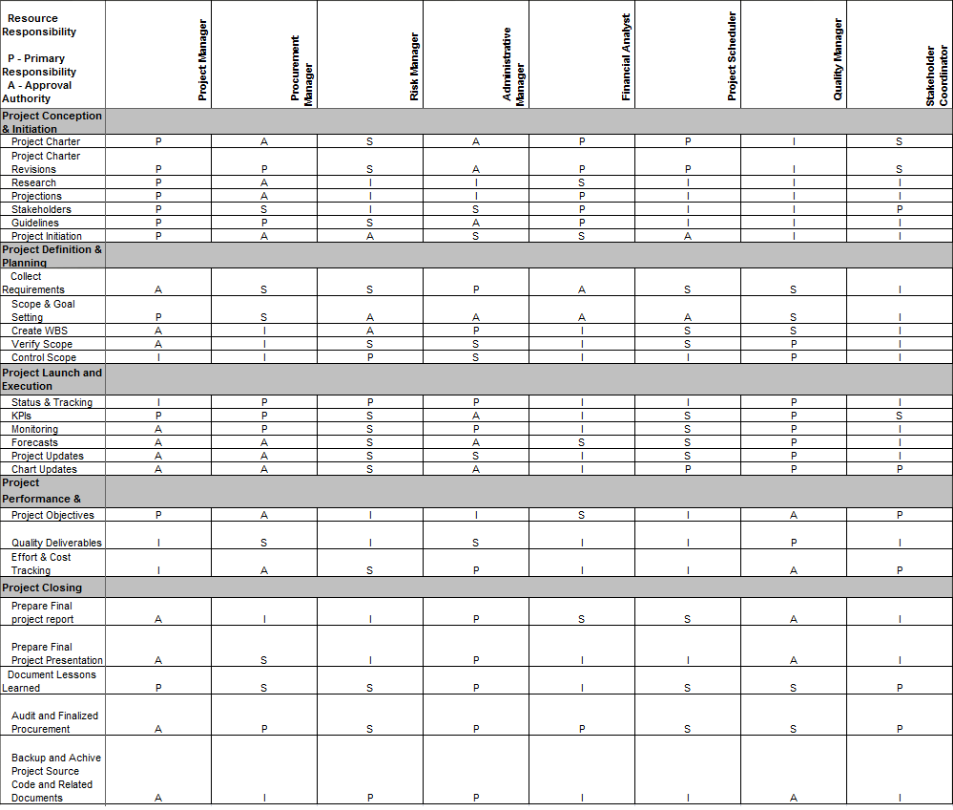 Resource
Responsibility
P - Primary
Responsibility
A - Approval
Authority
Project Manager
Procurement
Manager
Risk Manager
Administrative
Manager
Financial Analyst
Project Scheduler
Quality Manager
Stakeholder
Coordinator
Project Conception
& Initiation
Project Charter P A S A P P I S
Project Charter
Revisions P P S A P P I S
Research P A I I S I I I
Projections P A I I P I I I
Stakeholders P S I S P I I P
Guidelines P P S A P I I I
Project Initiation P A A S S A I I
Project Definition &
Planning
Collect
Requirements A S S P A S S I
Scope & Goal
Setting P S A A A A S I
Create WBS A I A P I S S I
Verify Scope A I S S I S P I
Control Scope I I P S I I P I
Project Launch and
Execution
Status & Tracking I P P P I I P I
KPIs P P S A I S P S
Monitoring A P S P I S P I
Forecasts A A S A S S P I
Project Updates A A S S I S P I
Chart Updates A A S A I P P P
Project
Performance &
Project Objectives P A I I S I A P
Quality Deliverables I S I S I I P I
Effort & Cost
Tracking I A S P I I A P
Project Closing
Prepare Final
project report A I I P S S A I
Prepare Final
Project Presentation A S I P I I A I
Document Lessons
Learned P S S P I S S P
Audit and Finalized
Procurement A P S P P S S P
Backup and Achive
Project Source
Code and Related
Documents A I P P I I A I